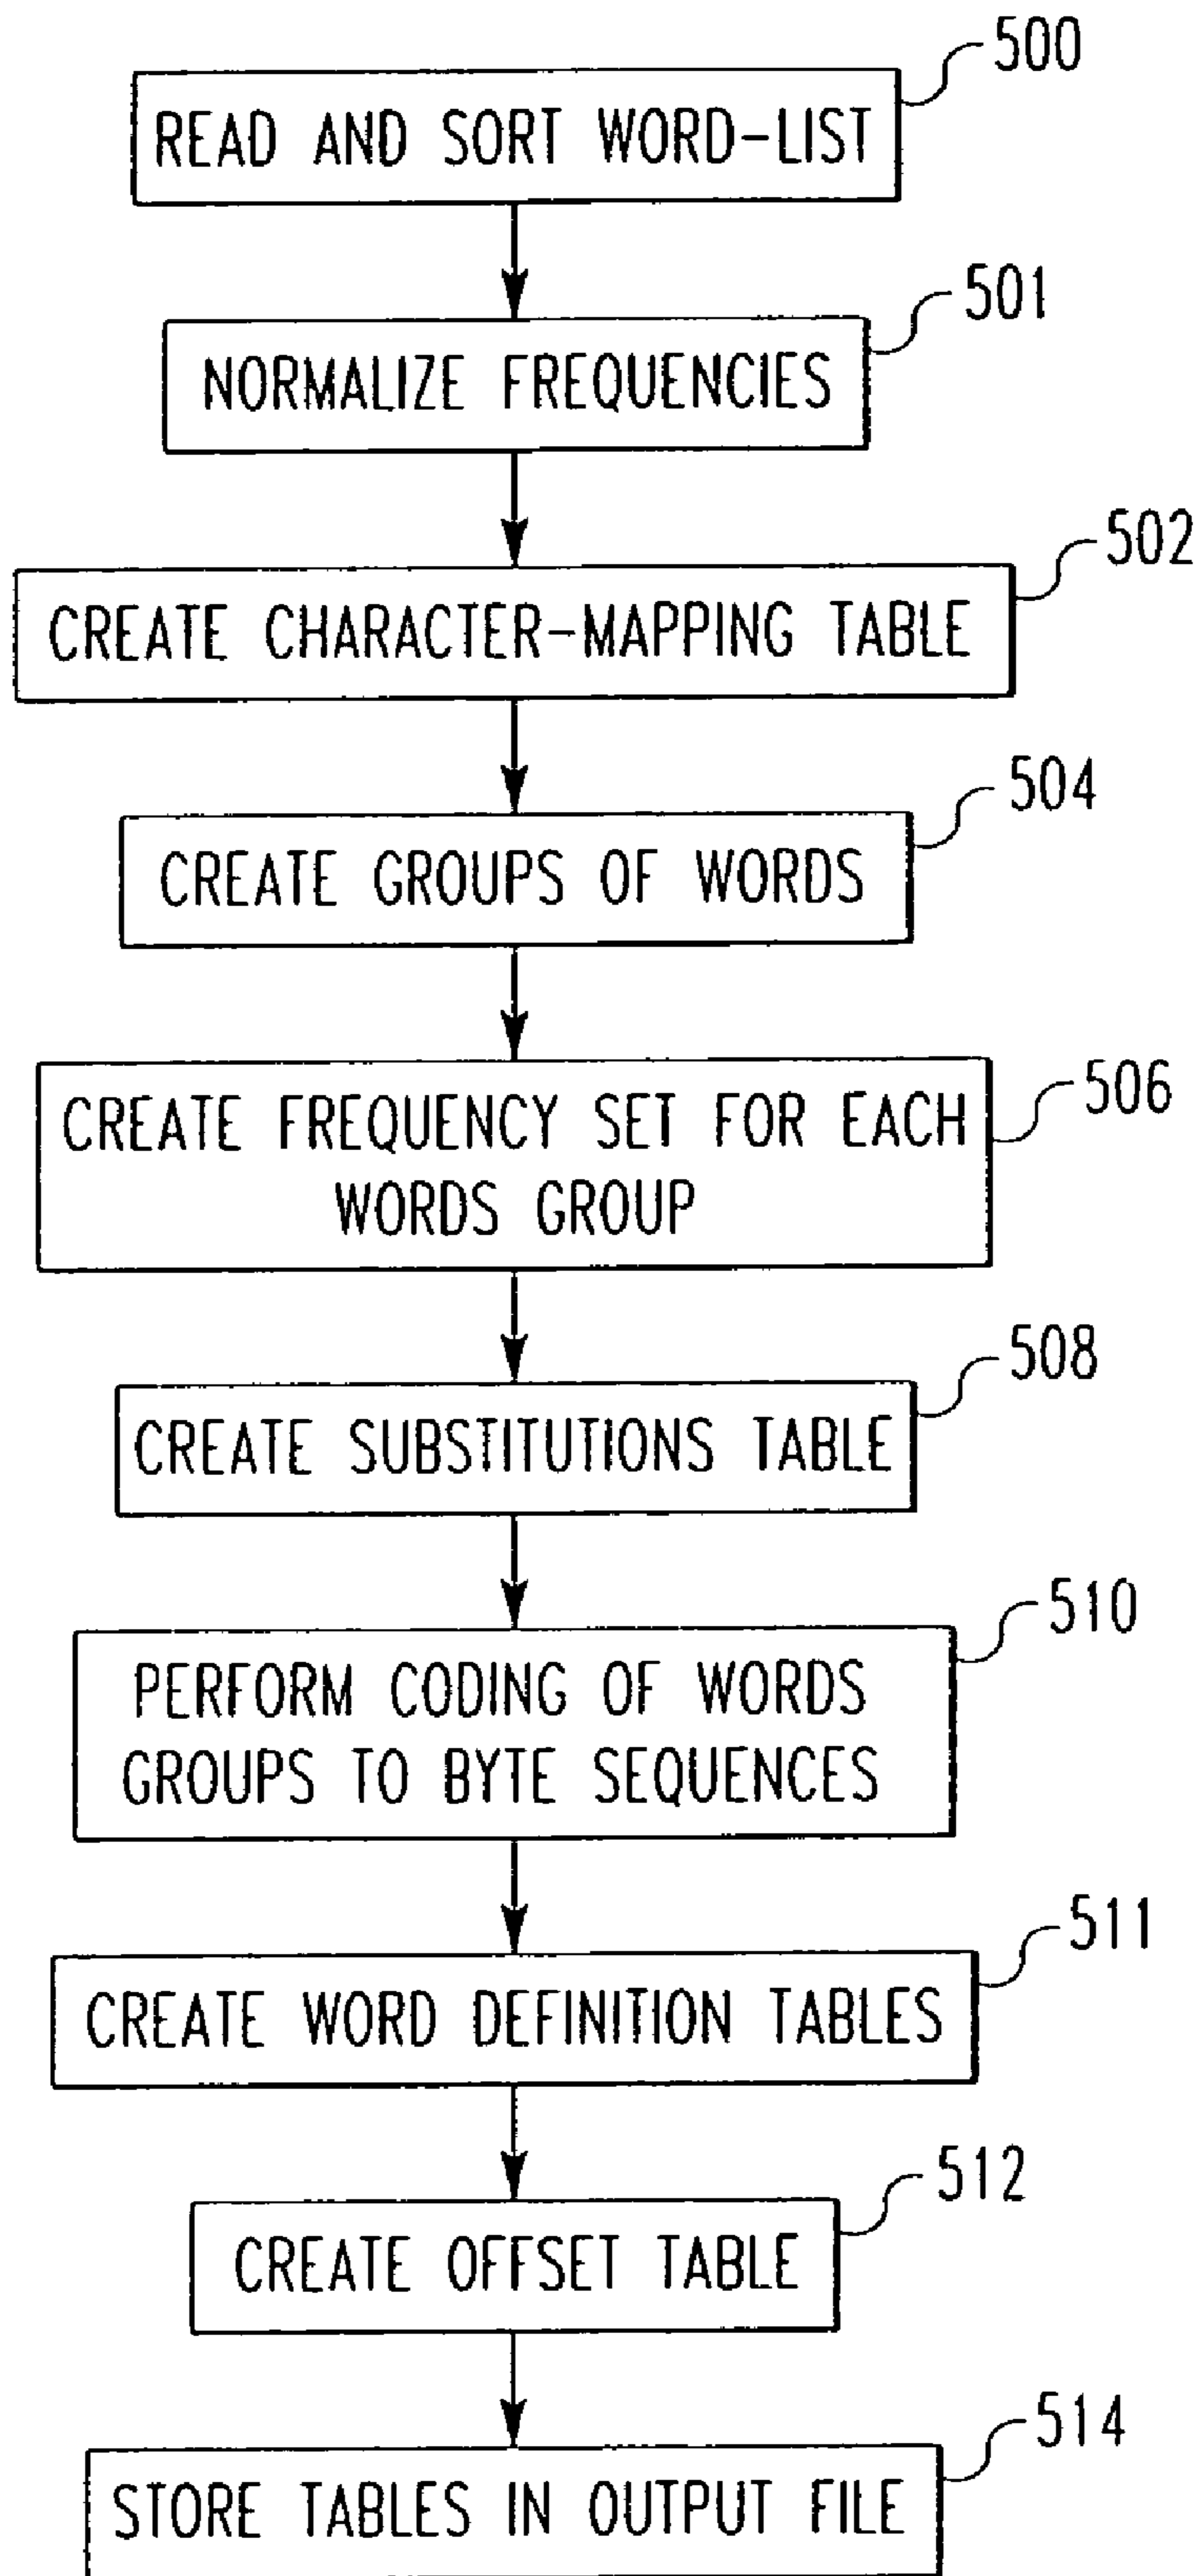 500
READ AND SORT WORD-LIST
501
NORMALIZE FREQUENCIES
502
CREATE CHARACTER-MAPPING TABLE
504
CREATE GROUPS OF WORDS
506
CREATE FREQUENCY SET FOR EACH
WORDS GROUP
508
CREATE SUBSTITUTIONS TABLE
510
PERFORM CODING OF WORDS
GROUPS TO BYTE SEQUENCES
511
CREATE WORD DEFINITION TABLES
512
CREATE OFFSET TABLE
514
STORE TABLES IN OUTPUT FILE